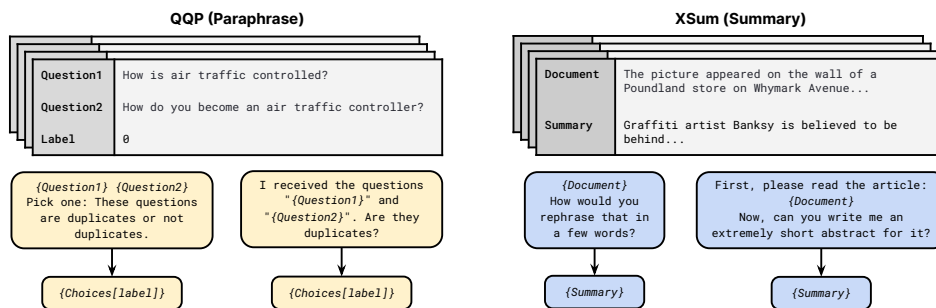 QQP (Paraphrase)
Question1 How is air traffic controlled?
Question2 How do you become an air traffic controller?
Label 0
{Question1} {Question2}
Pick one: These questions
are duplicates or not
duplicates.
{Choices[label]}
I received the questions
"{Question1}" and
"{Question2}". Are they
duplicates?
{Choices[label]}
XSum (Summary)
Document The picture appeared on the wall of a
Poundland store on Whymark Avenue...
Summary Graffiti artist Banksy is believed to be
behind...
{Document}
How would you
rephrase that in
a few words?
{Summary}
First, please read the article:
{Document}
Now, can you write me an
extremely short abstract for it?
{Summary}